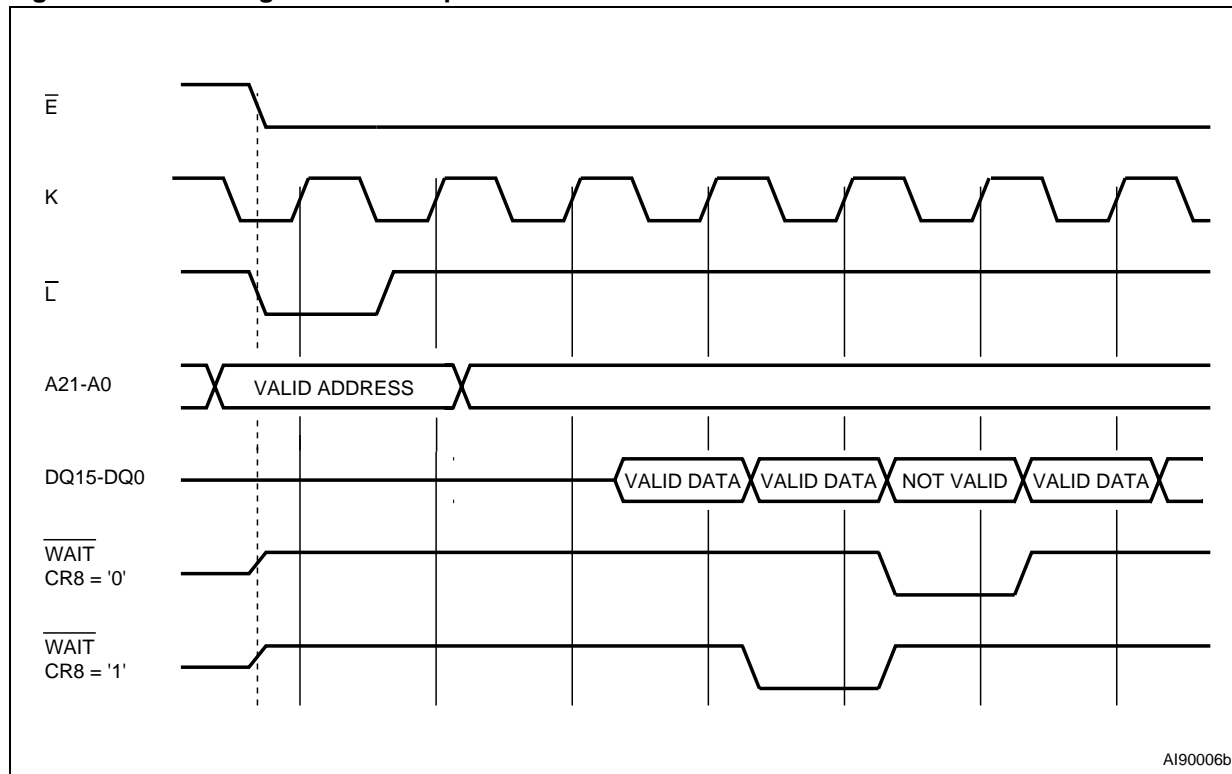 E̅
K
L̅
A21-A0
VALID ADDRESS
DQ15-DQ0
VALID DATA VALID DATA NOT VALID VALID DATA
WAIT
CR8 = '0'
WAIT
CR8 = '1'
AI90006b